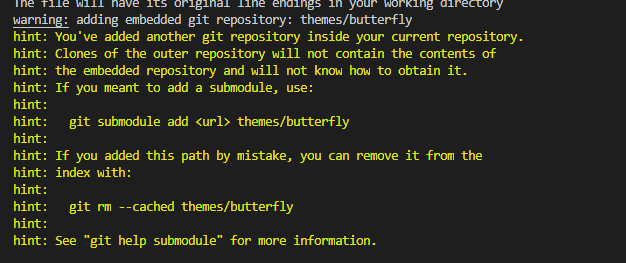 The file will have its original line endings in your working directory
warning: adding embedded git repository: themes/butterfly
hint: You've added another git repository inside your current repository.
hint: Clones of the outer repository will not contain the contents of
hint: the embedded repository and will not know how to obtain it.
hint: If you meant to add a submodule, use:
hint:
hint:   git submodule add <url> themes/butterfly
hint:
hint: If you added this path by mistake, you can remove it from the
hint: index with:
hint:
hint:   git rm --cached themes/butterfly
hint:
hint: See "git help submodule" for more information.